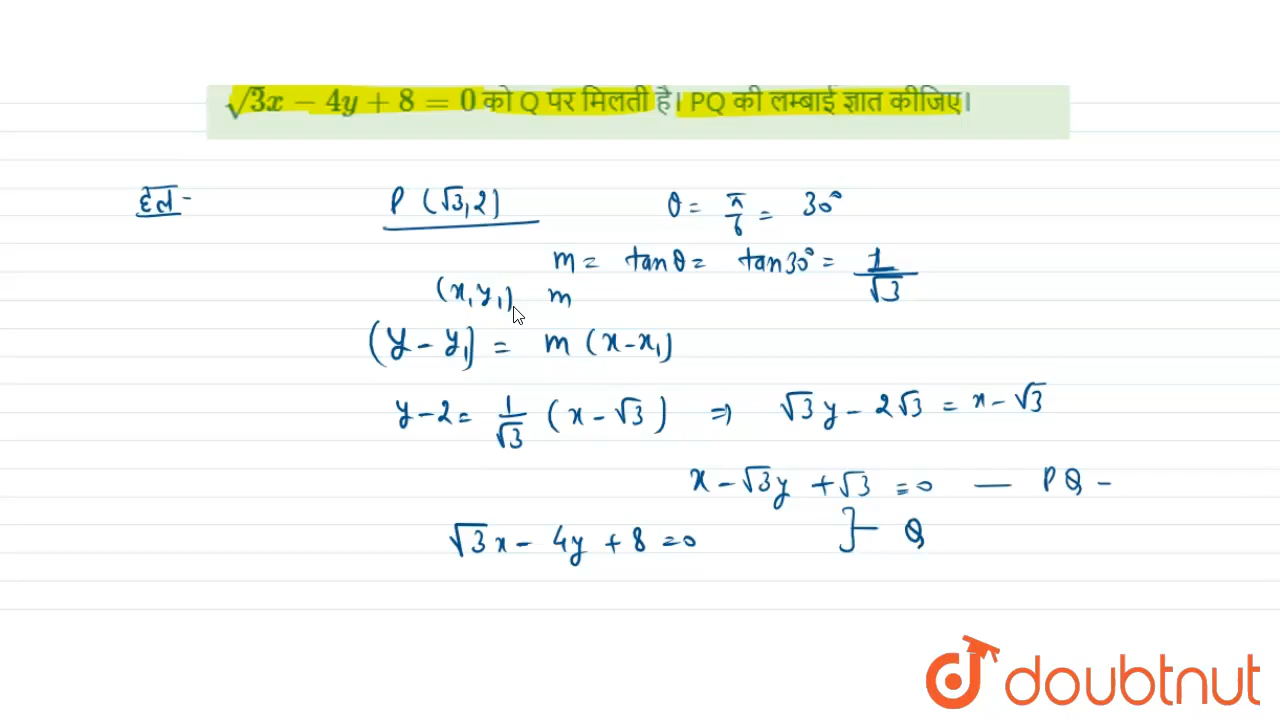 √3x − 4y + 8 = 0 को Q पर मिलती है। PQ की लम्बाई ज्ञात कीजिए।
हल - P (√3, 2) θ = π/6 = 30°
m = tanθ = tan30° = 1/√3
(x₁ y₁) m
(y − y₁) = m (x − x₁)
y − 2 = 1/√3 (x − √3) ⇒ √3y − 2√3 = x − √3
x − √3y + √3 = 0 — PQ -
√3x − 4y + 8 = 0 } Q
doubtnut